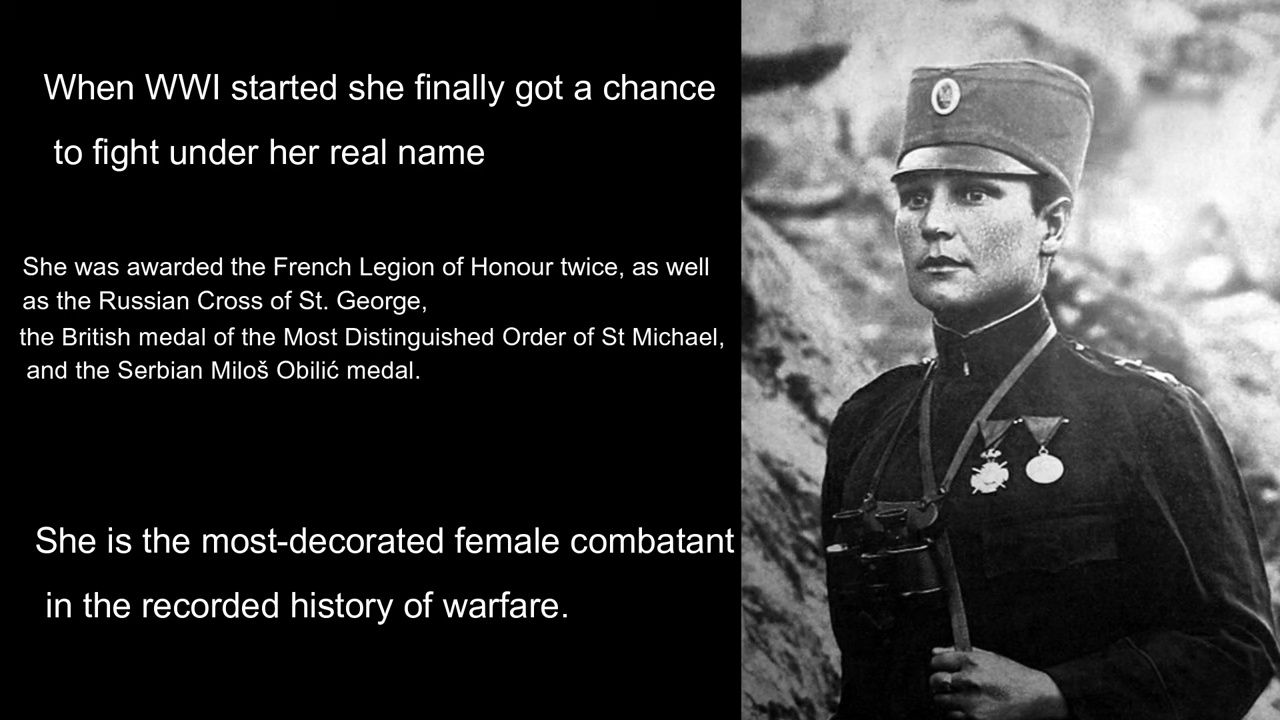 When WWI started she finally got a chance
to fight under her real name
She was awarded the French Legion of Honour twice, as well
as the Russian Cross of St. George,
the British medal of the Most Distinguished Order of St Michael,
and the Serbian Miloš Obilić medal.
She is the most-decorated female combatant
in the recorded history of warfare.